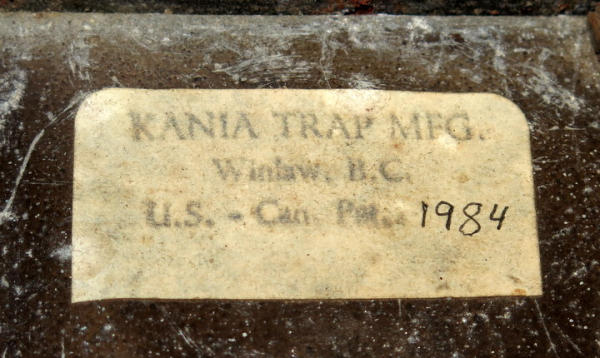 KANIA TRAP MFG.
Winlaw, B.C.
U.S. - Can. Pat.. 1984